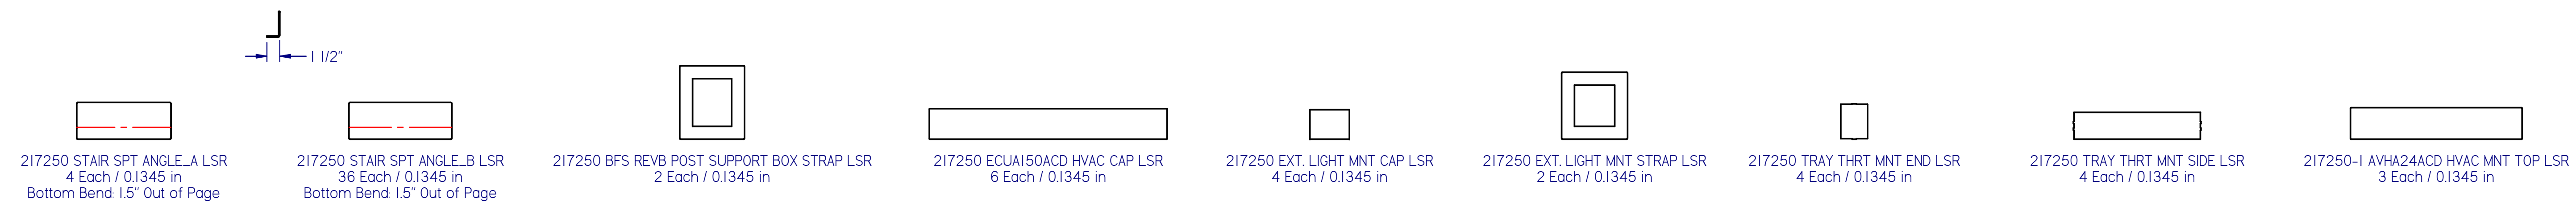 1 1/2"
217250 STAIR SPT ANGLE_A LSR
4 Each / 0.1345 in
Bottom Bend: 1.5" Out of Page
217250 STAIR SPT ANGLE_B LSR
36 Each / 0.1345 in
Bottom Bend: 1.5" Out of Page
217250 BFS REVB POST SUPPORT BOX STRAP LSR
2 Each / 0.1345 in
217250 ECUA150ACD HVAC CAP LSR
6 Each / 0.1345 in
217250 EXT. LIGHT MNT CAP LSR
4 Each / 0.1345 in
217250 EXT. LIGHT MNT STRAP LSR
2 Each / 0.1345 in
217250 TRAY THRT MNT END LSR
4 Each / 0.1345 in
217250 TRAY THRT MNT SIDE LSR
4 Each / 0.1345 in
217250-1 AVHA24ACD HVAC MNT TOP LSR
3 Each / 0.1345 in